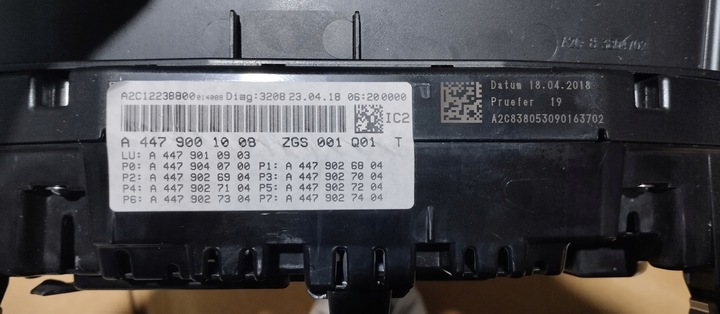 A2C12238800014009 Diag:3208 23.04.18 06:20 0000
IC2
A 447 900 10 08 ZGS 001 Q01 T
LU: A 447 901 09 03
P0: A 447 904 07 00 P1: A 447 902 68 04
P2: A 447 902 69 04 P3: A 447 902 70 04
P4: A 447 902 71 04 P5: A 447 902 72 04
P6: A 447 902 73 04 P7: A 447 902 74 04
Datum 18.04.2018
Pruefer 19
A2C838053090163702